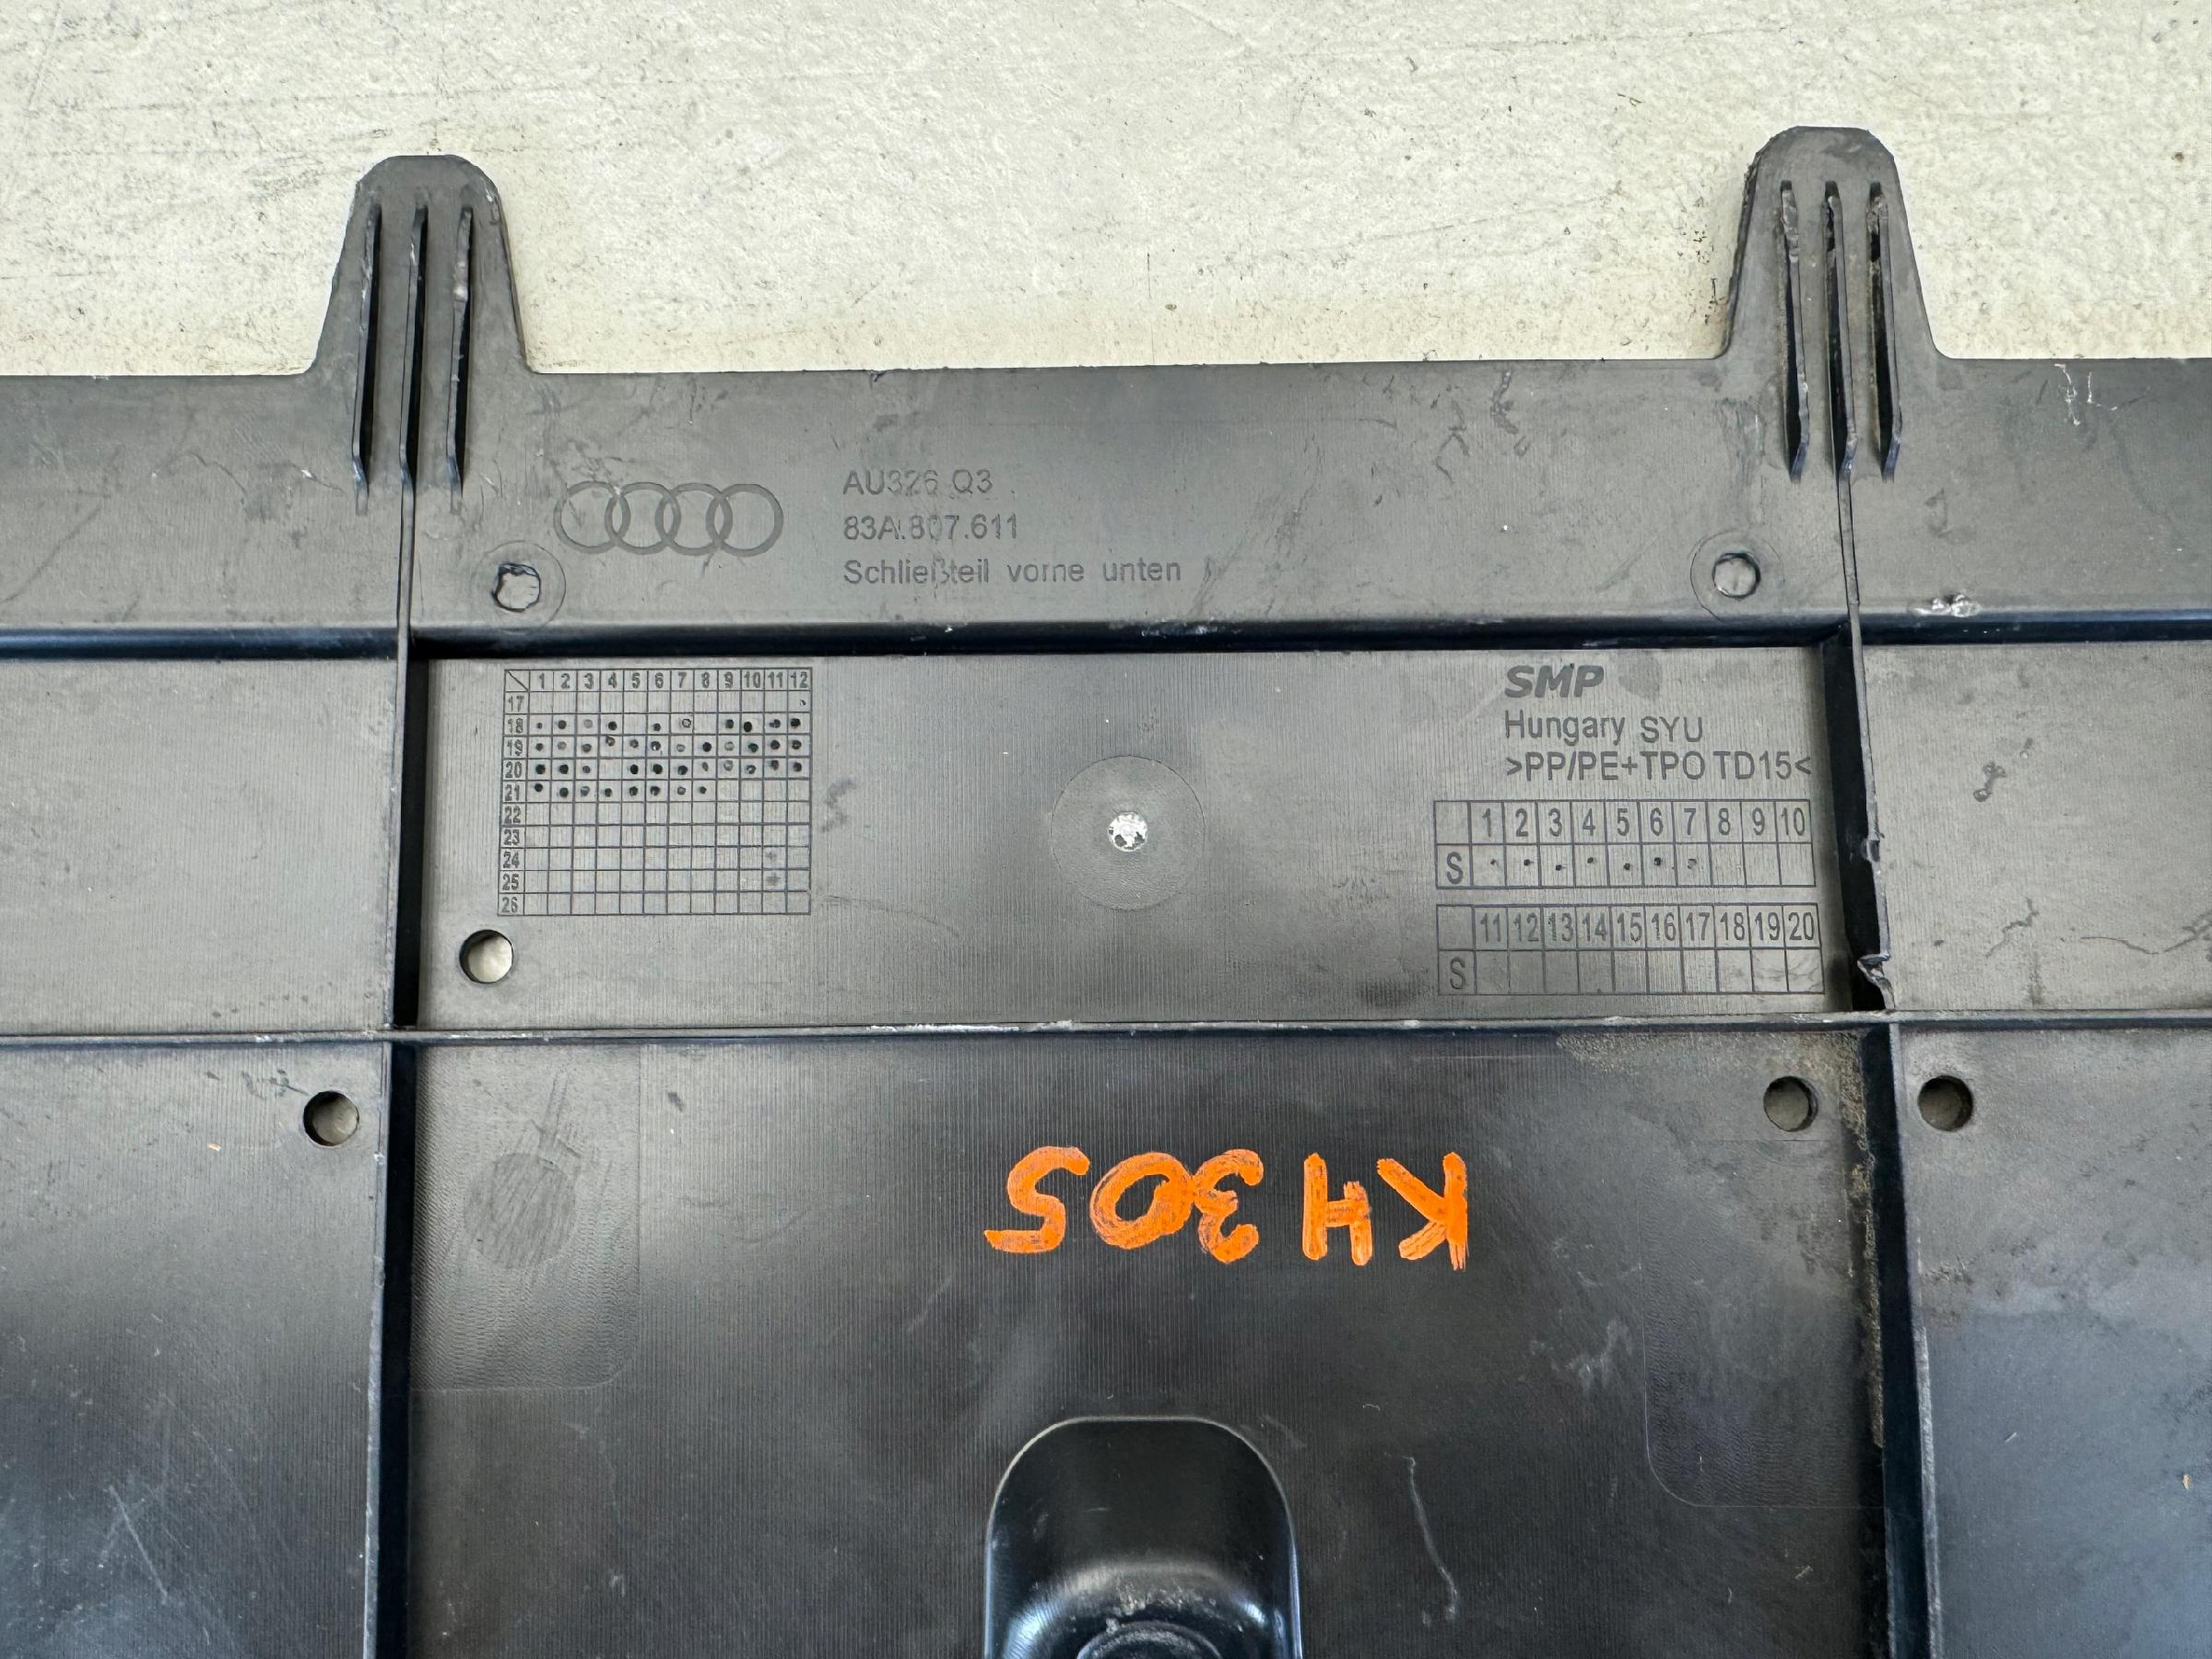 AU326 Q3
83A.807.611
Schließteil vorne unten
1 2 3 4 5 6 7 8 9 10 11 12
17
18
19
20
21
22
23
24
25
26
SMP
Hungary SYU
>PP/PE+TPO TD15<
1 2 3 4 5 6 7 8 9 10
S
11 12 13 14 15 16 17 18 19 20
S
KH305